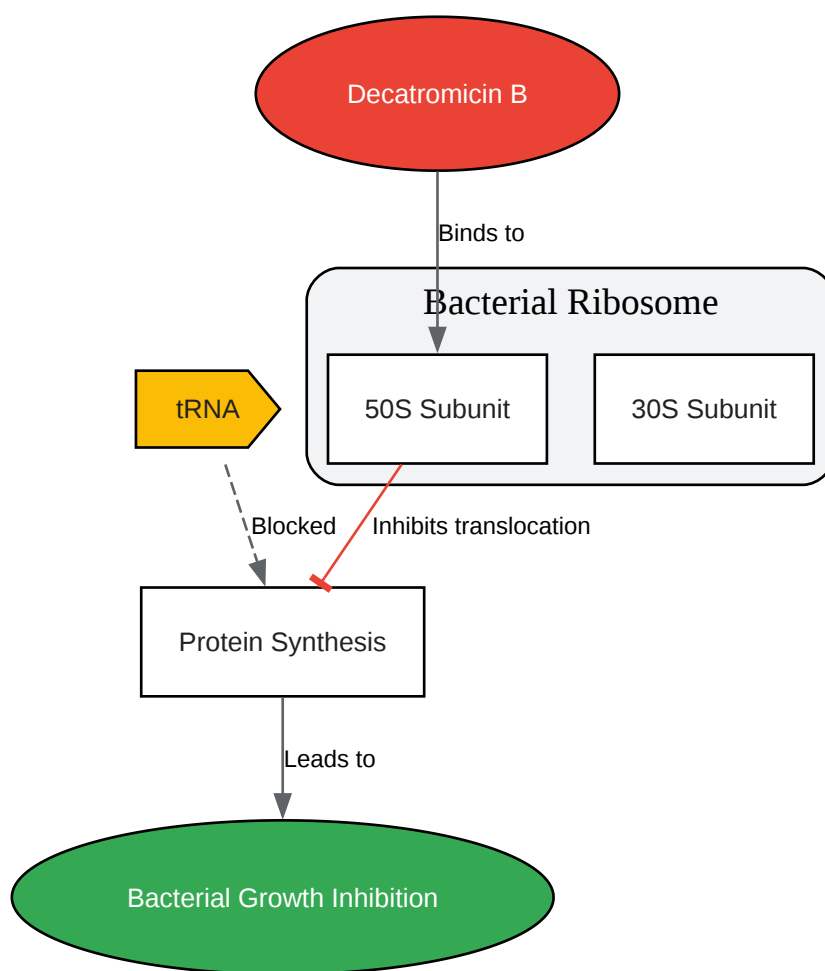 Decatromicin B
Binds to
Bacterial Ribosome
tRNA
50S Subunit
30S Subunit
Blocked
Inhibits translocation
Protein Synthesis
Leads to
Bacterial Growth Inhibition